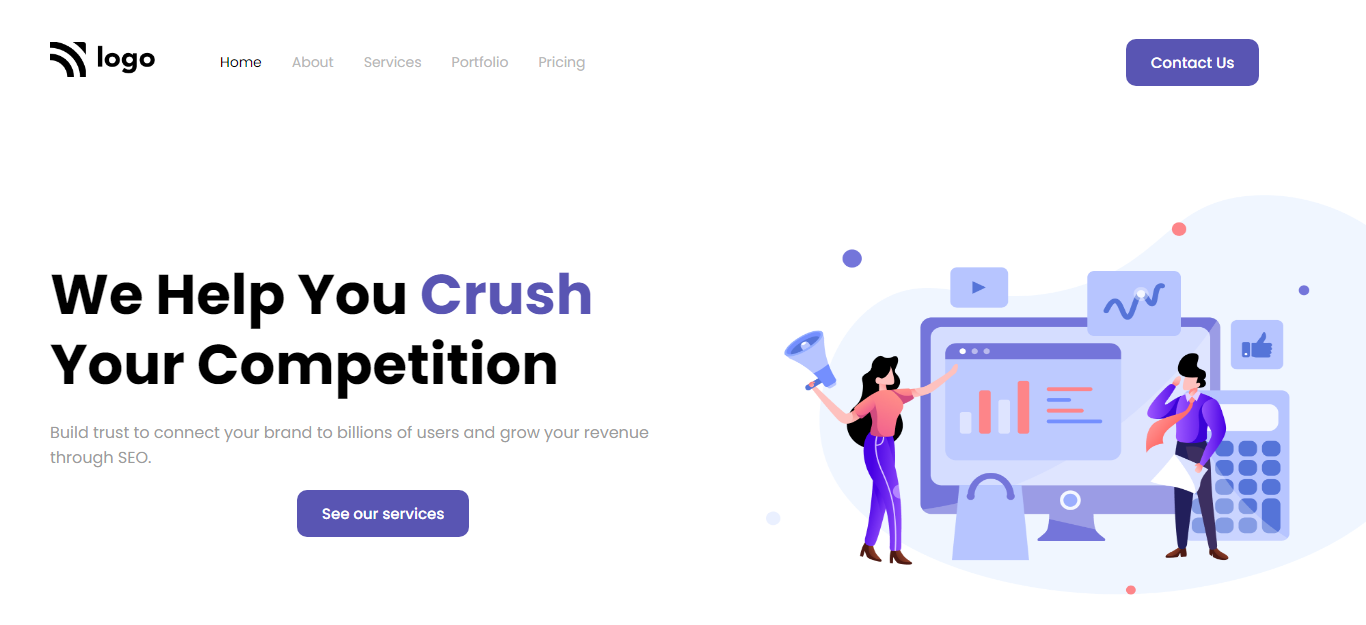 logo
Home About Services Portfolio Pricing
Contact Us
We Help You Crush
Your Competition
Build trust to connect your brand to billions of users and grow your revenue
through SEO.
See our services